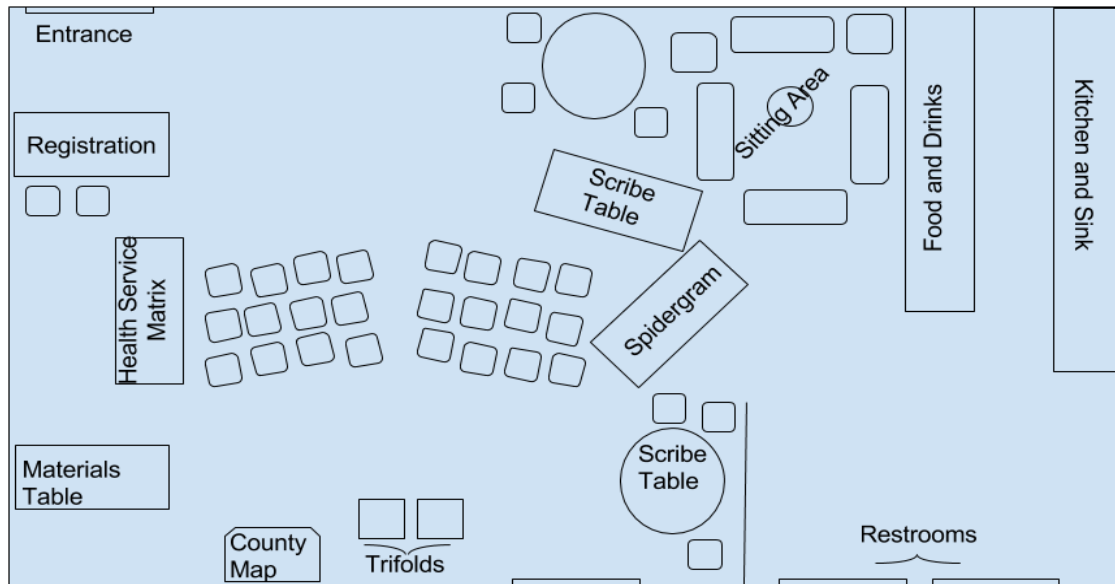 Entrance
Registration
Sitting Area
Scribe
Table
Food and Drinks
Kitchen and Sink
Health Service
Matrix
Spidergram
Materials
Table
Scribe
Table
County
Map
Trifolds
Restrooms